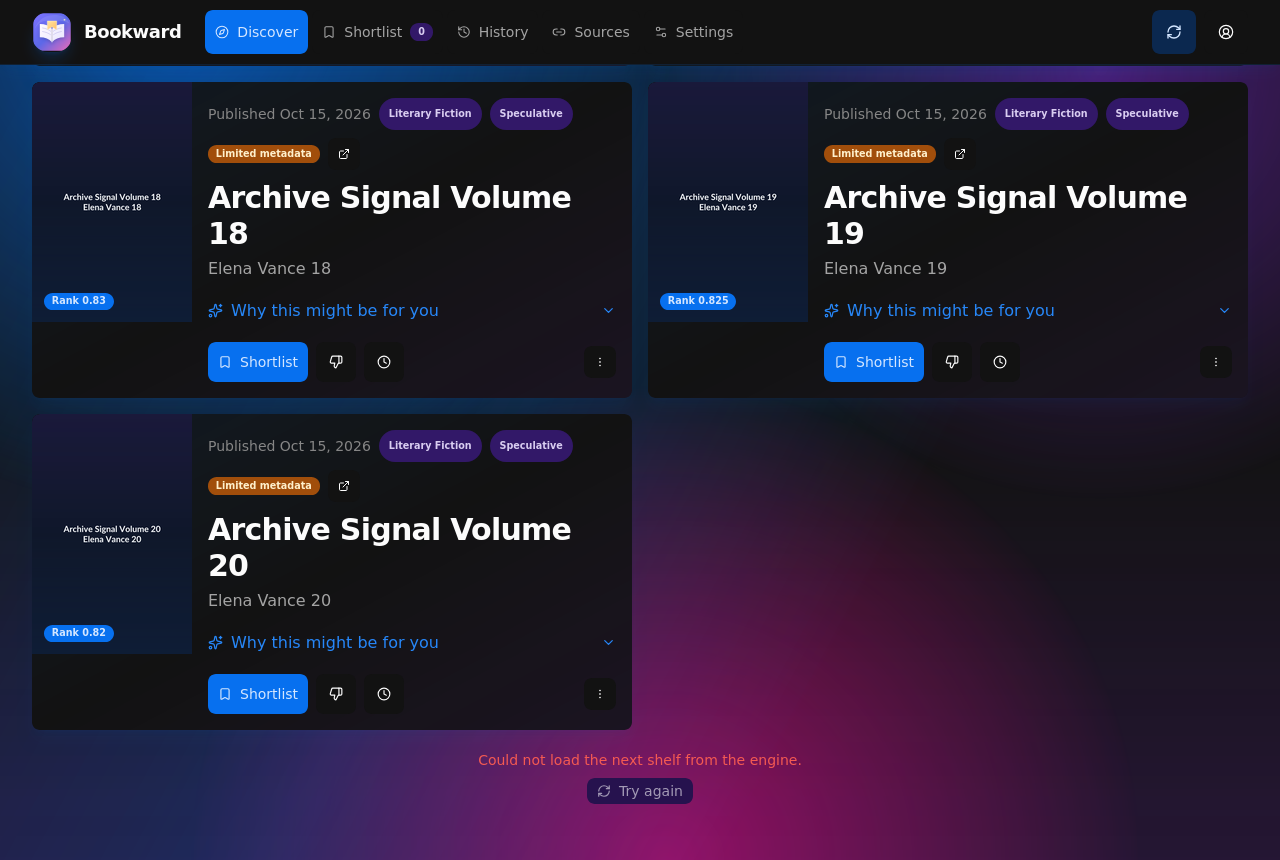 Bookward
Discover
Shortlist 0
History
Sources
Settings
Archive Signal Volume 18
Elena Vance 18
Rank 0.83
Published Oct 15, 2026 Literary Fiction Speculative
Limited metadata
Archive Signal Volume
18
Elena Vance 18
Why this might be for you
Shortlist
Archive Signal Volume 19
Elena Vance 19
Rank 0.825
Published Oct 15, 2026 Literary Fiction Speculative
Limited metadata
Archive Signal Volume
19
Elena Vance 19
Why this might be for you
Shortlist
Archive Signal Volume 20
Elena Vance 20
Rank 0.82
Published Oct 15, 2026 Literary Fiction Speculative
Limited metadata
Archive Signal Volume
20
Elena Vance 20
Why this might be for you
Shortlist
Could not load the next shelf from the engine.
Try again